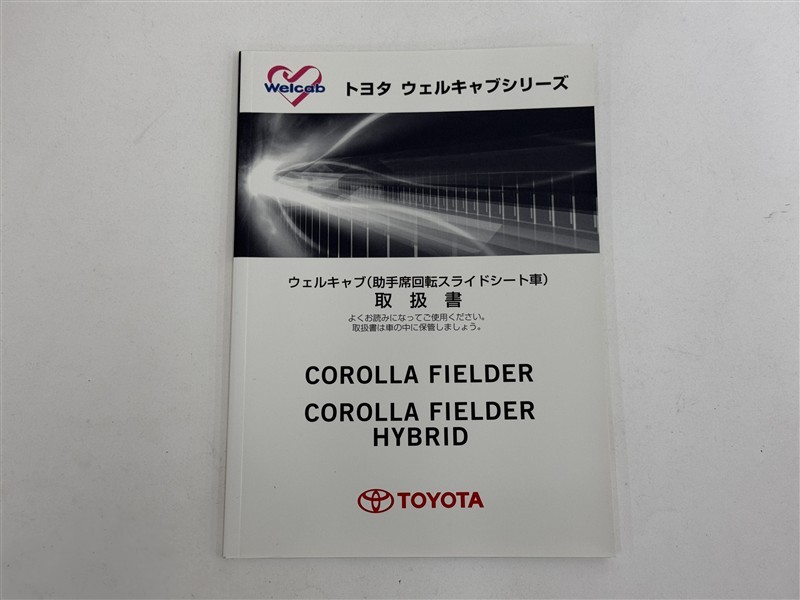 Welcab
トヨタ ウェルキャブシリーズ
ウェルキャブ(助手席回転スライドシート車)
取扱書
よくお読みになってご使用ください。
取扱書は車の中に保管しましょう。
COROLLA FIELDER
COROLLA FIELDER
HYBRID
TOYOTA